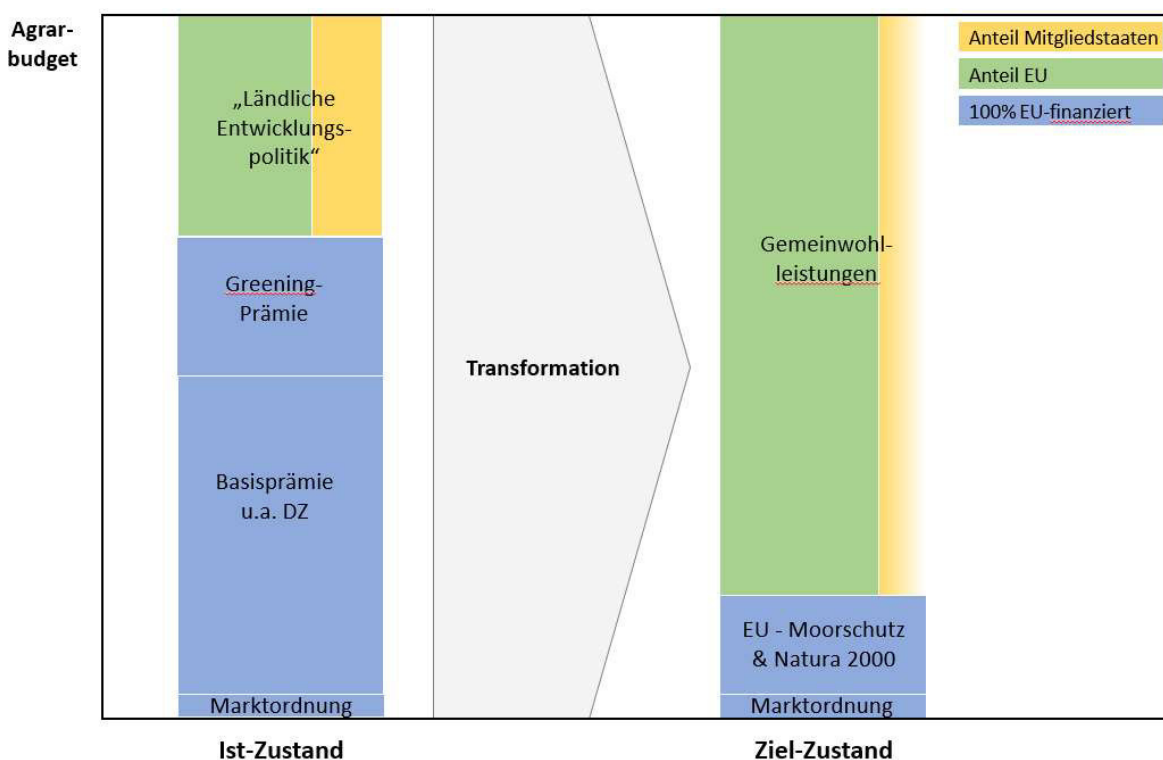 Agrar-
budget
„Ländliche
Entwicklungs-
politik“
Greening-
Prämie
Basisprämie
u.a. DZ
Marktordnung
Ist-Zustand
Transformation
Gemeinwohl-
leistungen
EU - Moorschutz
& Natura 2000
Marktordnung
Ziel-Zustand
Anteil Mitgliedstaaten
Anteil EU
100% EU-finanziert